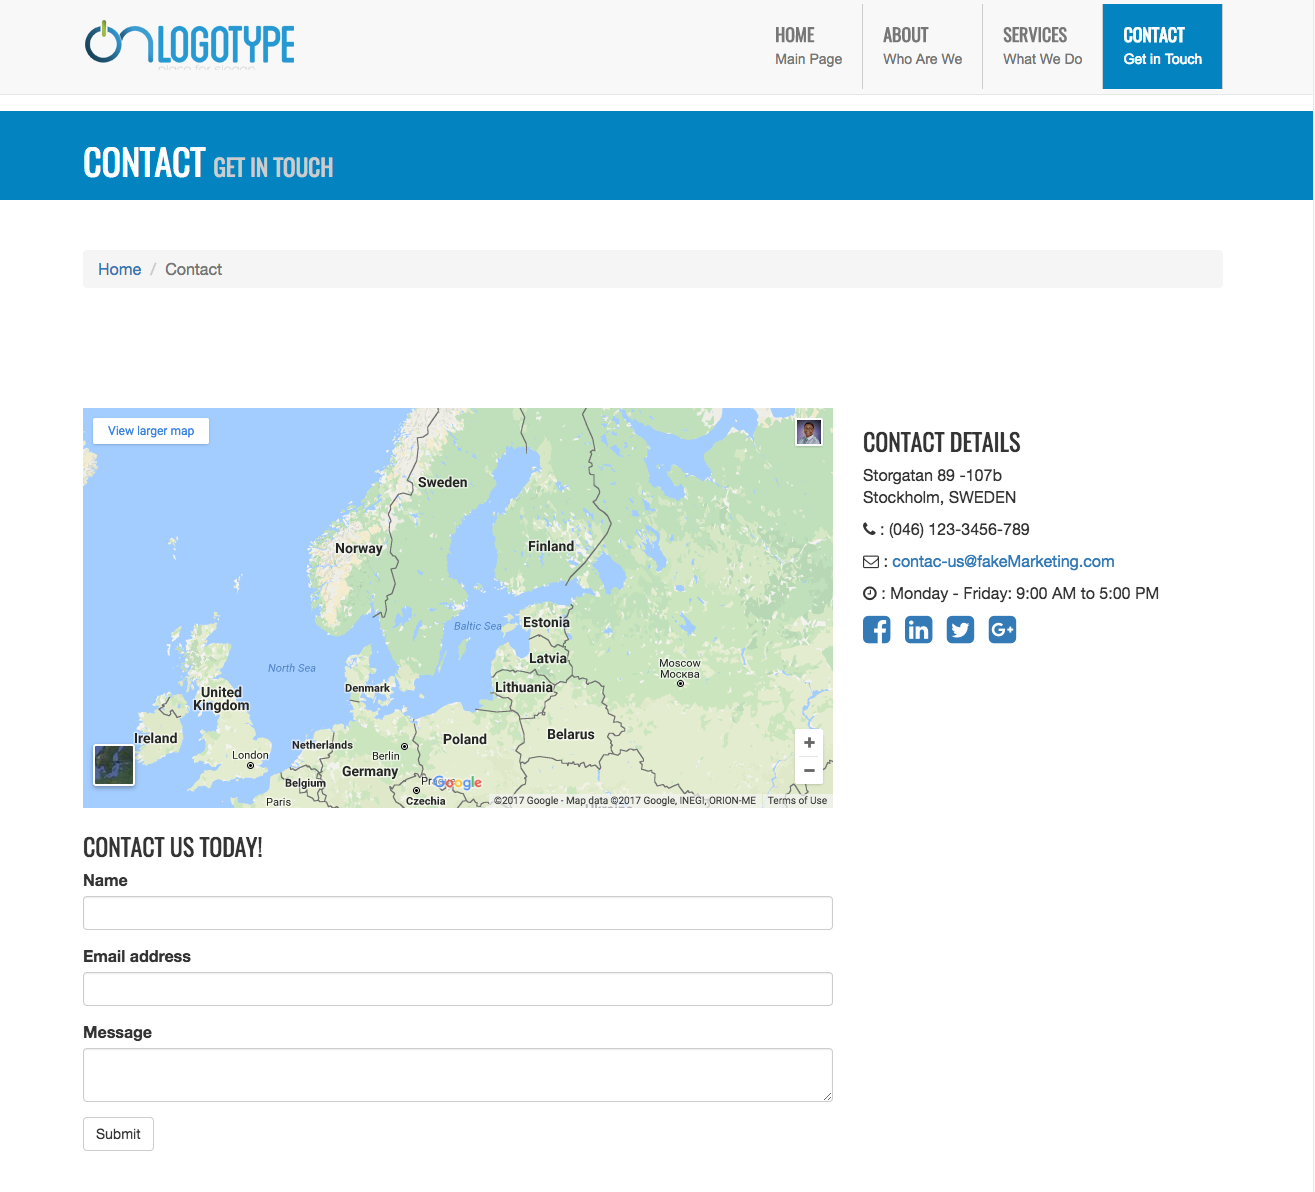 LOGOTYPE
place for slogan
HOME
Main Page
ABOUT
Who Are We
SERVICES
What We Do
CONTACT
Get in Touch
CONTACT GET IN TOUCH
Home / Contact
View larger map
Sweden
Norway
Finland
Baltic Sea
Estonia
North Sea
Latvia
Moscow
Москва
Denmark
Lithuania
United
Kingdom
Ireland
Belarus
Poland
Netherlands
London
Berlin
Germany
Belgium
Google
Paris
Czechia
©2017 Google - Map data ©2017 Google, INEGI, ORION-ME
Terms of Use
CONTACT DETAILS
Storgatan 89 -107b
Stockholm, SWEDEN
: (046) 123-3456-789
: contac-us@fakeMarketing.com
: Monday - Friday: 9:00 AM to 5:00 PM
CONTACT US TODAY!
Name
Email address
Message
Submit